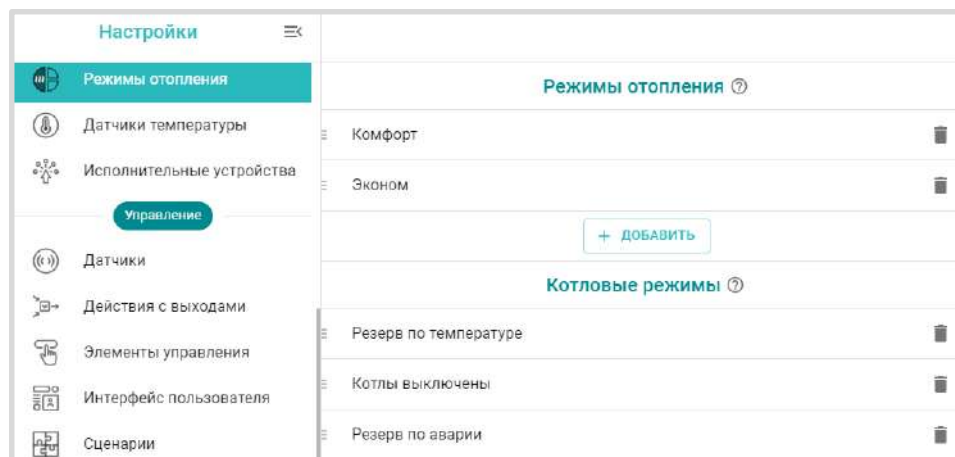 Настройки
Режимы отопления
Датчики температуры
Исполнительные устройства
Управление
Датчики
Действия с выходами
Элементы управления
Интерфейс пользователя
Сценарии
Режимы отопления
Комфорт
Эконом
+ ДОБАВИТЬ
Котловые режимы
Резерв по температуре
Котлы выключены
Резерв по аварии